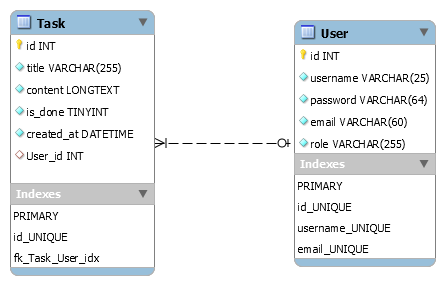 Task
id INT
title VARCHAR(255)
content LONGTEXT
is_done TINYINT
created_at DATETIME
User_id INT
Indexes
PRIMARY
id_UNIQUE
fk_Task_User_idx
User
id INT
username VARCHAR(25)
password VARCHAR(64)
email VARCHAR(60)
role VARCHAR(255)
Indexes
PRIMARY
id_UNIQUE
username_UNIQUE
email_UNIQUE